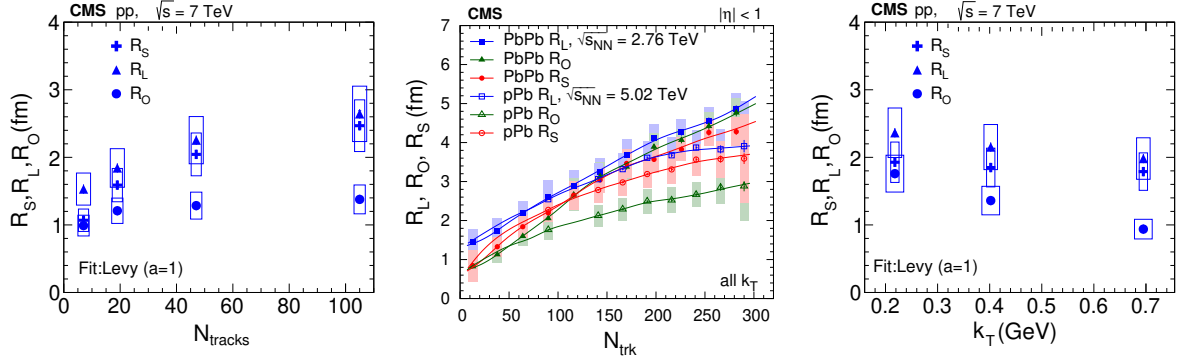 CMS pp, √s = 7 TeV
R_S
R_L
R_O
Fit:Levy (a=1)
R_S,R_L,R_O(fm)
0 1 2 3 4
0 20 40 60 80 100
N_tracks
CMS |η| < 1
PbPb R_L, √s_NN = 2.76 TeV
PbPb R_O
PbPb R_S
pPb R_L, √s_NN = 5.02 TeV
pPb R_O
pPb R_S
all k_T
R_L, R_O, R_S (fm)
0 1 2 3 4 5 6 7
0 50 100 150 200 250 300
N_trk
CMS pp, √s = 7 TeV
R_S
R_L
R_O
Fit:Levy (a=1)
R_S,R_L,R_O(fm)
0 1 2 3 4
0.2 0.3 0.4 0.5 0.6 0.7
k_T(GeV)